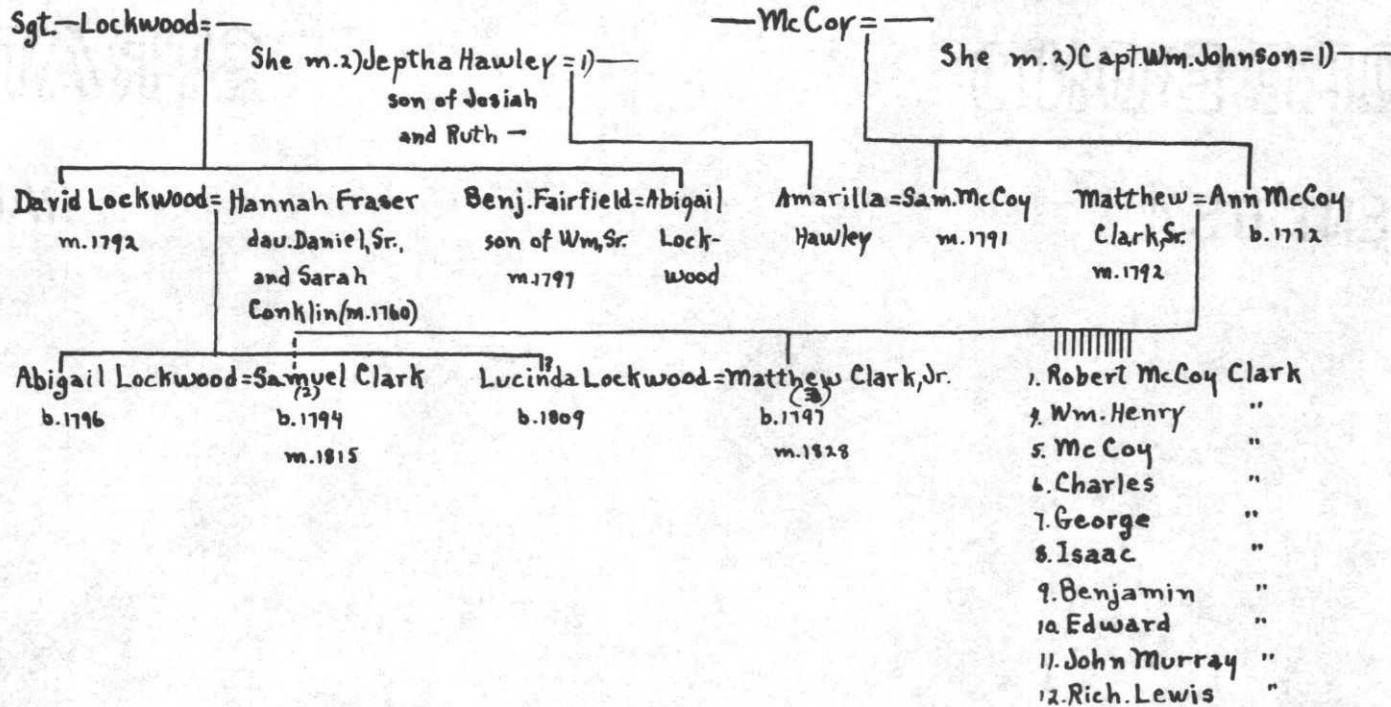 Sgt.—Lockwood=—
—McCoy=—
She m.2)Jeptha Hawley=1)—
son of Josiah
and Ruth —
She m.2)Capt.Wm.Johnson=1)—
David Lockwood=Hannah Fraser
m.1792
dau.Daniel,Sr.,
and Sarah
Conklin(m.1760)
Benj.Fairfield=Abigail
son of Wm,Sr. Lock-
m.1797 wood
Amarilla=Sam.McCoy
Hawley m.1791
Matthew=Ann McCoy
Clark,Sr. b.1772
m.1792
Abigail Lockwood=Samuel Clark
(2)
b.1796 b.1794
m.1815
?
Lucinda Lockwood=Matthew Clark,Jr.
b.1809 b.1797
m.1828
1. Robert McCoy Clark
4. Wm.Henry "
5. McCoy "
6. Charles "
7. George "
8. Isaac "
9. Benjamin "
10. Edward "
11. John Murray "
12. Rich. Lewis "